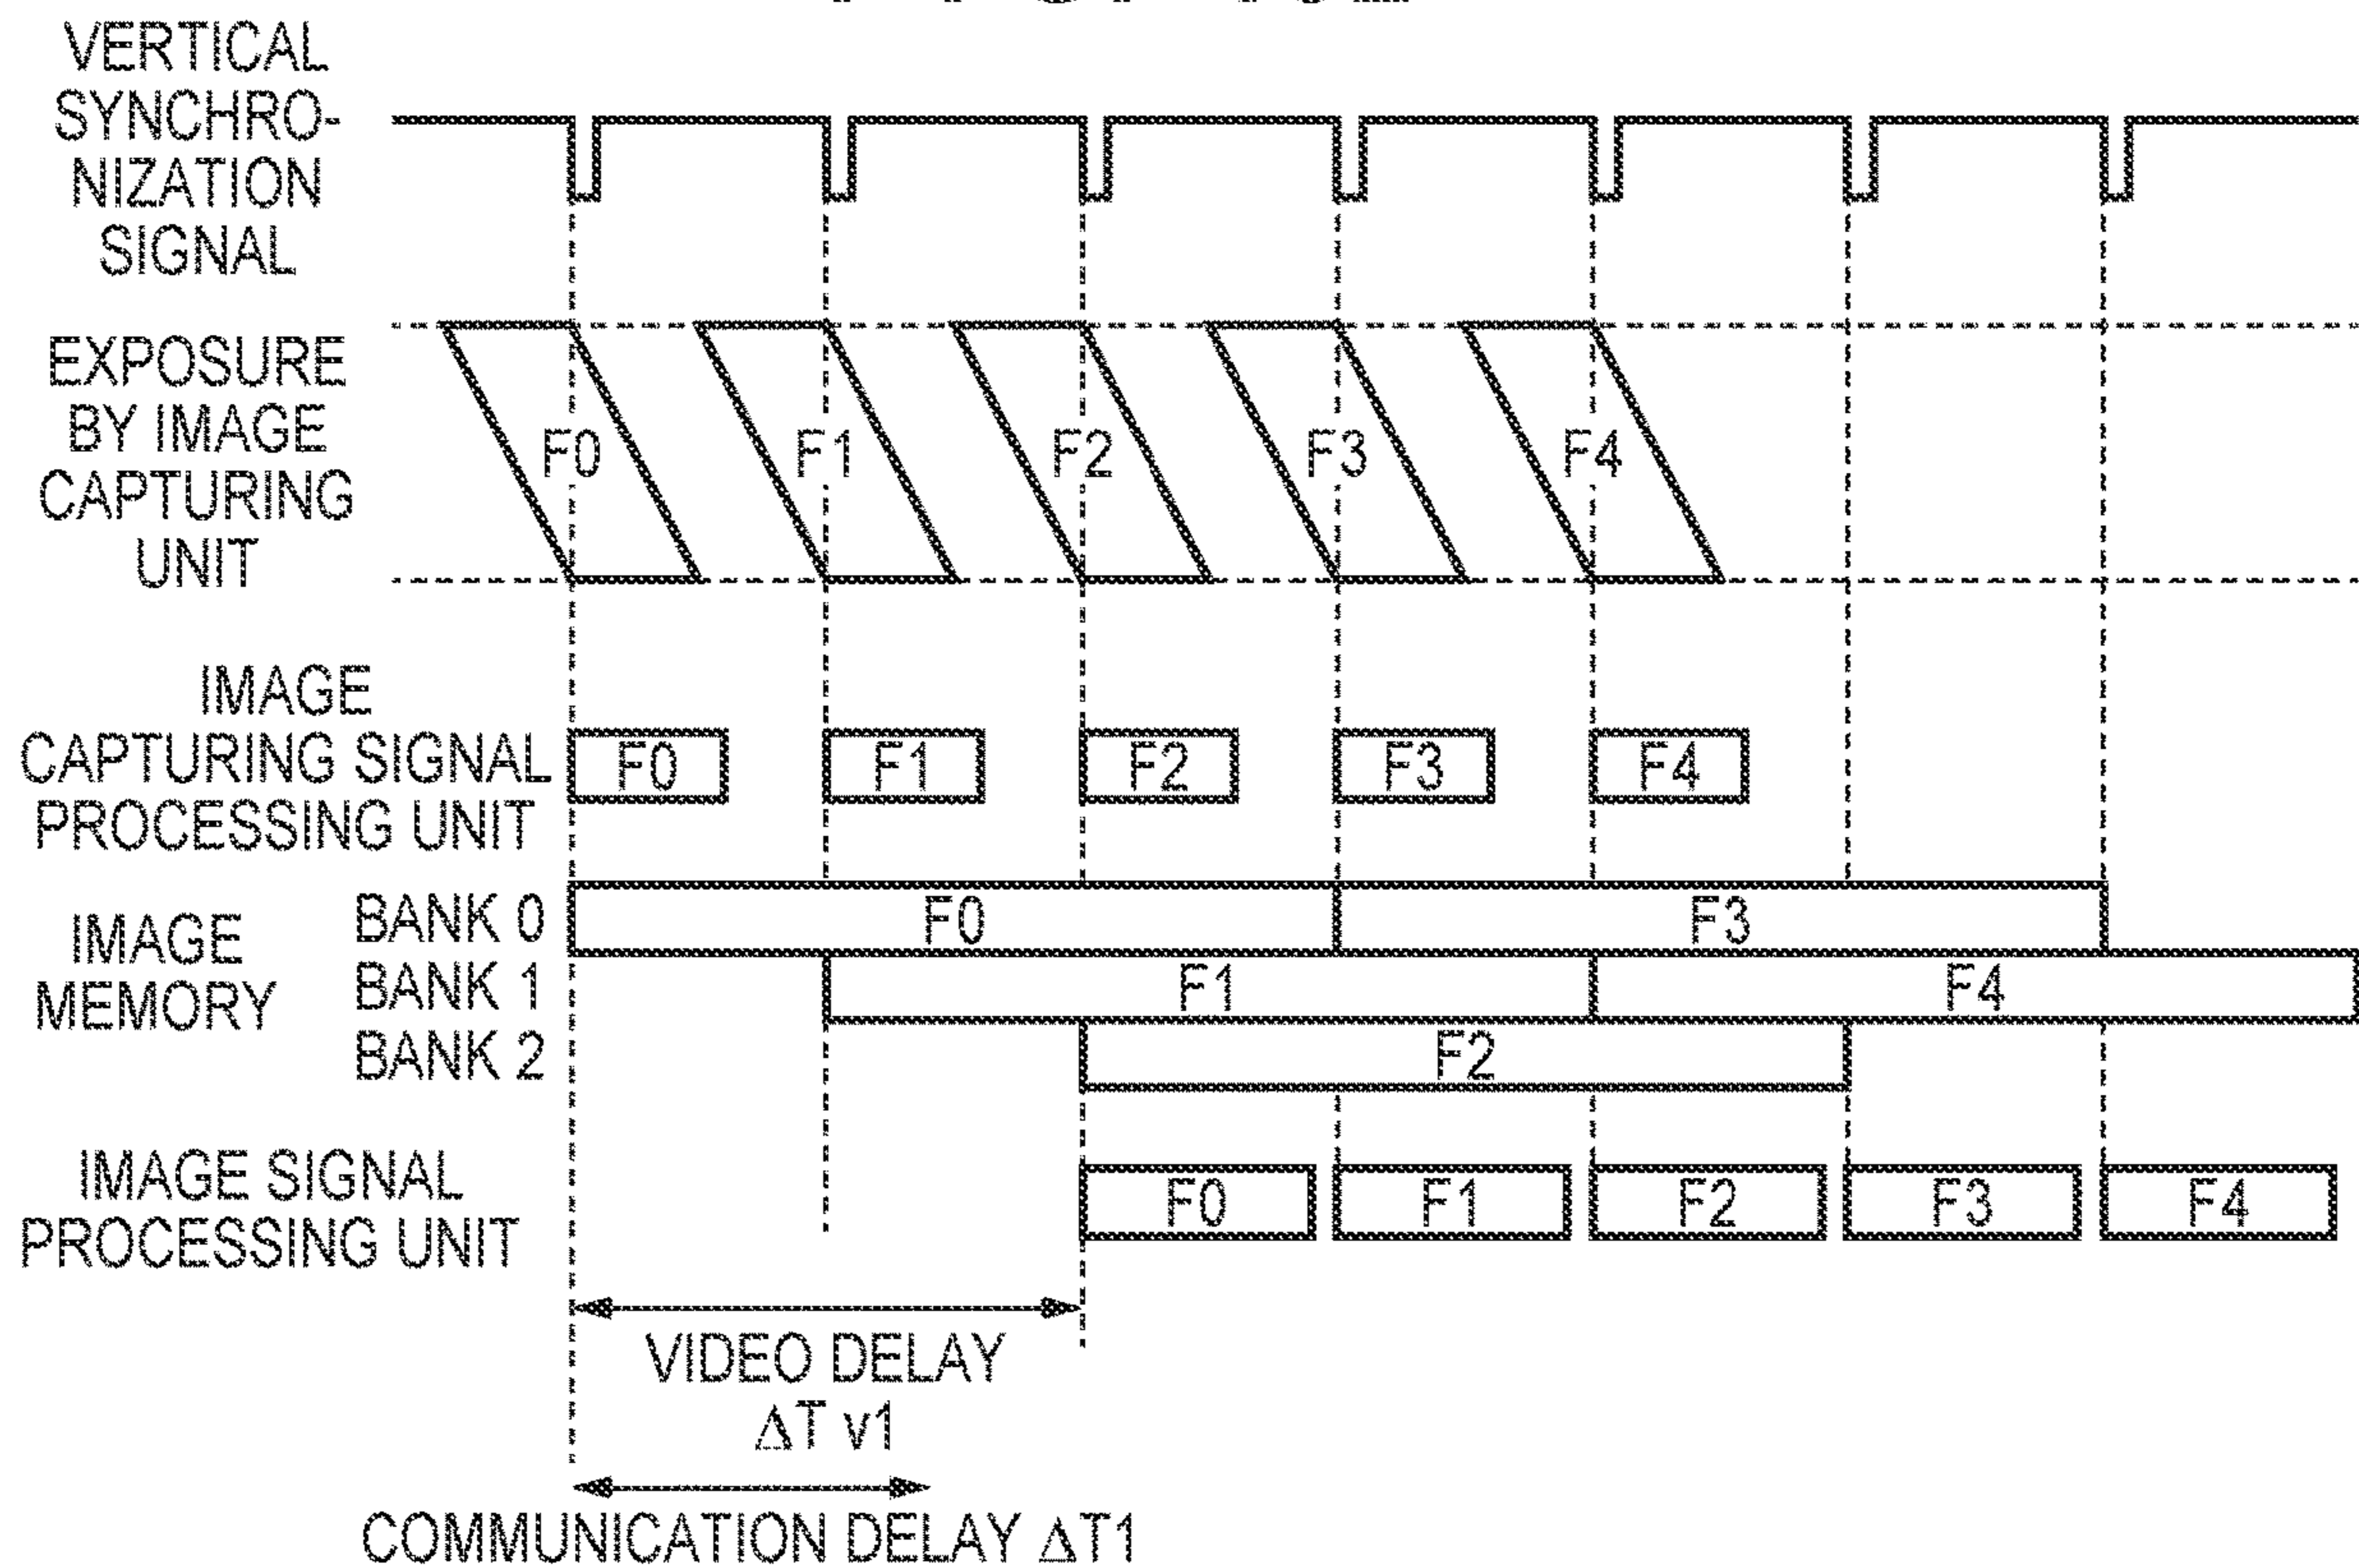 VERTICAL
SYNCHRO-
NIZATION
SIGNAL
EXPOSURE
BY IMAGE
CAPTURING
UNIT
F0 F1 F2 F3 F4
IMAGE
CAPTURING SIGNAL
PROCESSING UNIT
F0 F1 F2 F3 F4
IMAGE
MEMORY
BANK 0 F0 F3
BANK 1 F1 F4
BANK 2 F2
IMAGE SIGNAL
PROCESSING UNIT
F0 F1 F2 F3 F4
VIDEO DELAY
ΔT v1
COMMUNICATION DELAY ΔT1